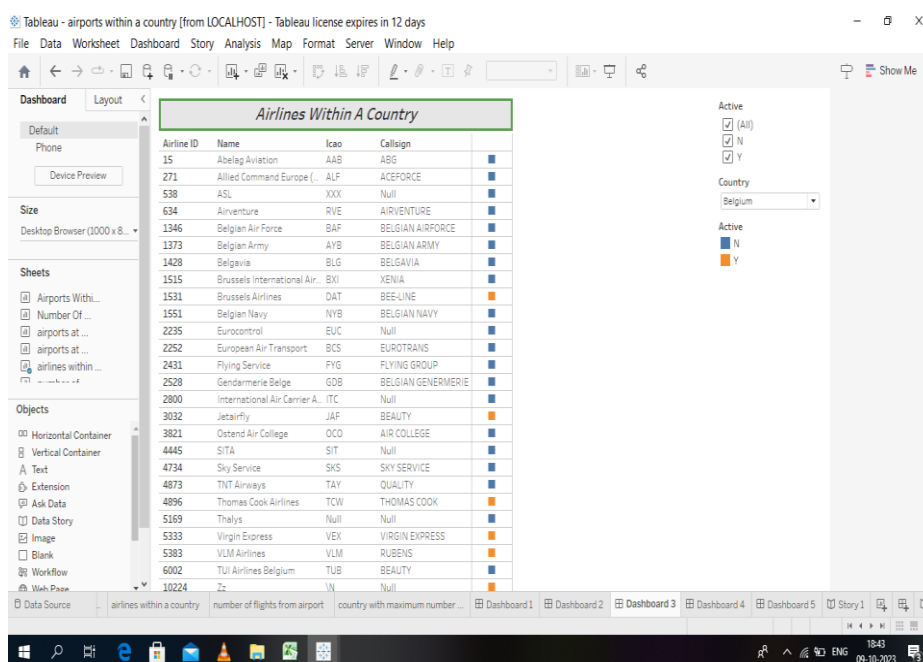 Tableau - airports within a country [from LOCALHOST] - Tableau license expires in 12 days
File Data Worksheet Dashboard Story Analysis Map Format Server Window Help
Show Me
Dashboard Layout
Default
Phone
Device Preview
Size
Desktop Browser (1000 x 8...
Sheets
Airports Withi...
Number Of ...
airports at ...
airports at ...
airlines within ...
Objects
Horizontal Container
Vertical Container
Text
Extension
Ask Data
Data Story
Image
Blank
Workflow
Web Page
Airlines Within A Country
Airline ID Name Icao Callsign
15 Abelag Aviation AAB ABG
271 Allied Command Europe (.. ALF ACEFORCE
538 ASL XXX Null
634 Airventure RVE AIRVENTURE
1346 Belgian Air Force BAF BELGIAN AIRFORCE
1373 Belgian Army AYB BELGIAN ARMY
1428 Belgavia BLG BELGAVIA
1515 Brussels International Air.. BXI XENIA
1531 Brussels Airlines DAT BEE-LINE
1551 Belgian Navy NYB BELGIAN NAVY
2235 Eurocontrol EUC Null
2252 European Air Transport BCS EUROTRANS
2431 Flying Service FYG FLYING GROUP
2528 Gendarmerie Belge GDB BELGIAN GENERMERIE
2800 International Air Carrier A.. ITC Null
3032 Jetairfly JAF BEAUTY
3821 Ostend Air College OCO AIR COLLEGE
4445 SITA SIT Null
4734 Sky Service SKS SKY SERVICE
4873 TNT Airways TAY QUALITY
4896 Thomas Cook Airlines TCW THOMAS COOK
5169 Thalys Null Null
5333 Virgin Express VEX VIRGIN EXPRESS
5383 VLM Airlines VLM RUBENS
6002 TUI Airlines Belgium TUB BEAUTY
10224 Zz \N Null
Active
(All)
N
Y
Country
Belgium
Active
N
Y
Data Source airlines within a country number of flights from airport country with maximum number ... Dashboard 1 Dashboard 2 Dashboard 3 Dashboard 4 Dashboard 5 Story 1
ENG 18:43
09-10-2023